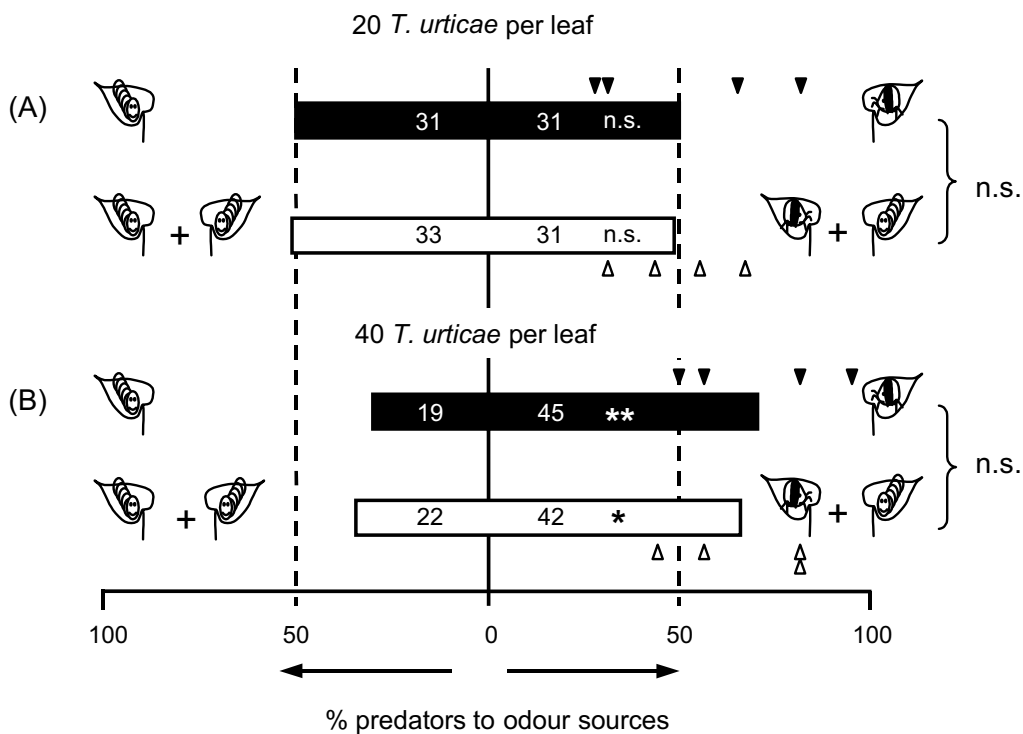 20 T. urticae per leaf
(A)
31 31 n.s.
n.s.
+ 33 31 n.s. +
40 T. urticae per leaf
(B)
19 45 **
n.s.
+ 22 42 * +
100 50 0 50 100
% predators to odour sources